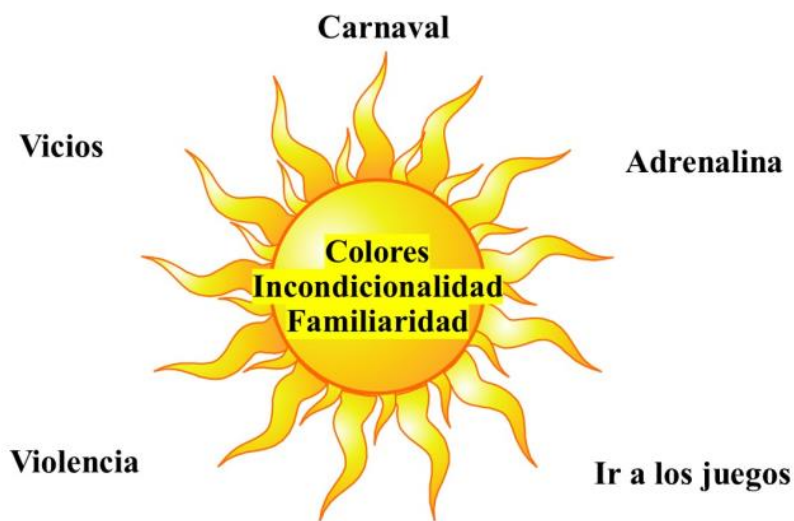 Carnaval
Vicios
Adrenalina
Colores
Incondicionalidad
Familiaridad
Violencia
Ir a los juegos